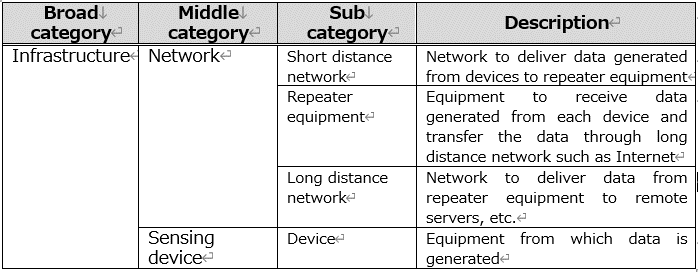 Broad
category
Middle
category
Sub
category
Description
Infrastructure
Network
Short distance
network
Network to deliver data generated
from devices to repeater equipment
Repeater
equipment
Equipment to receive data
generated from each device and
transfer the data through long
distance network such as Internet
Long distance
network
Network to deliver data from
repeater equipment to remote
servers, etc.
Sensing
device
Device
Equipment from which data is
generated